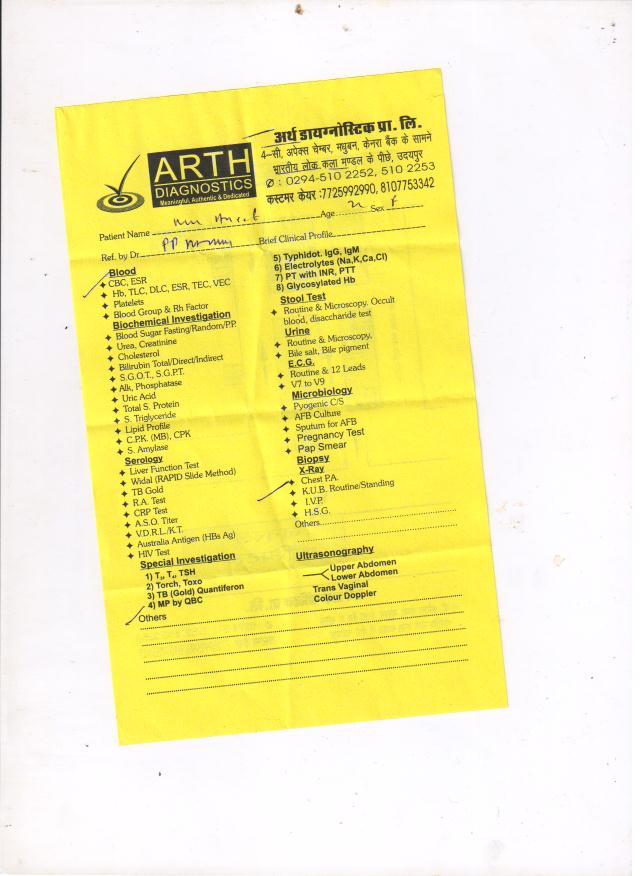 ARTH
DIAGNOSTICS
Meaningful, Authentic & Dedicated
अर्थ डायग्नोस्टिक प्रा. लि.
4-सी, अपेक्स चेम्बर, मधुबन, केनरा बैंक के सामने
भारतीय लोक कला मण्डल के पीछे, उदयपुर
✆ : 0294-510 2252, 510 2253
कस्टमर केयर :7725992990, 8107753342
Patient Name Age Sex F
Ref. by Dr. Brief Clinical Profile
Blood
✦ CBC, ESR
✦ Hb, TLC, DLC, ESR, TEC, VEC
✦ Platelets
✦ Blood Group & Rh Factor
Biochemical Investigation
✦ Blood Sugar Fasting/Random/P.P.
✦ Urea, Creatinine
✦ Cholesterol
✦ Bilirubin Total/Direct/Indirect
✦ S.G.O.T., S.G.P.T.
✦ Alk, Phosphatase
✦ Uric Acid
✦ Total S. Protein
✦ S. Triglyceride
✦ Lipid Profile
✦ C.P.K. (MB), CPK
✦ S. Amylase
Serology
✦ Liver Function Test
✦ Widal (RAPID Slide Method)
✦ TB Gold
✦ R.A. Test
✦ CRP Test
✦ A.S.O. Titer
✦ V.D.R.L./K.T.
✦ Australia Antigen (HBs Ag)
✦ HIV Test
Special Investigation
1) T3, T4, TSH
2) Torch, Toxo
3) TB (Gold) Quantiferon
4) MP by QBC
Others
5) Typhidot. IgG, IgM
6) Electrolytes (Na,K,Ca,Cl)
7) PT with INR, PTT
8) Glycosylated Hb
Stool Test
✦ Routine & Microscopy. Occult
blood, disaccharide test
Urine
✦ Routine & Microscopy,
✦ Bile salt, Bile pigment
E.C.G.
✦ Routine & 12 Leads
✦ V7 to V9
Microbiology
✦ Pyogenic C/S
✦ AFB Culture
✦ Sputum for AFB
✦ Pregnancy Test
✦ Pap Smear
Biopsy
X-Ray
✦ Chest P.A.
✦ K.U.B. Routine/Standing
✦ I.V.P.
✦ H.S.G.
Others
Ultrasonography
Upper Abdomen
Lower Abdomen
Trans Vaginal
Colour Doppler